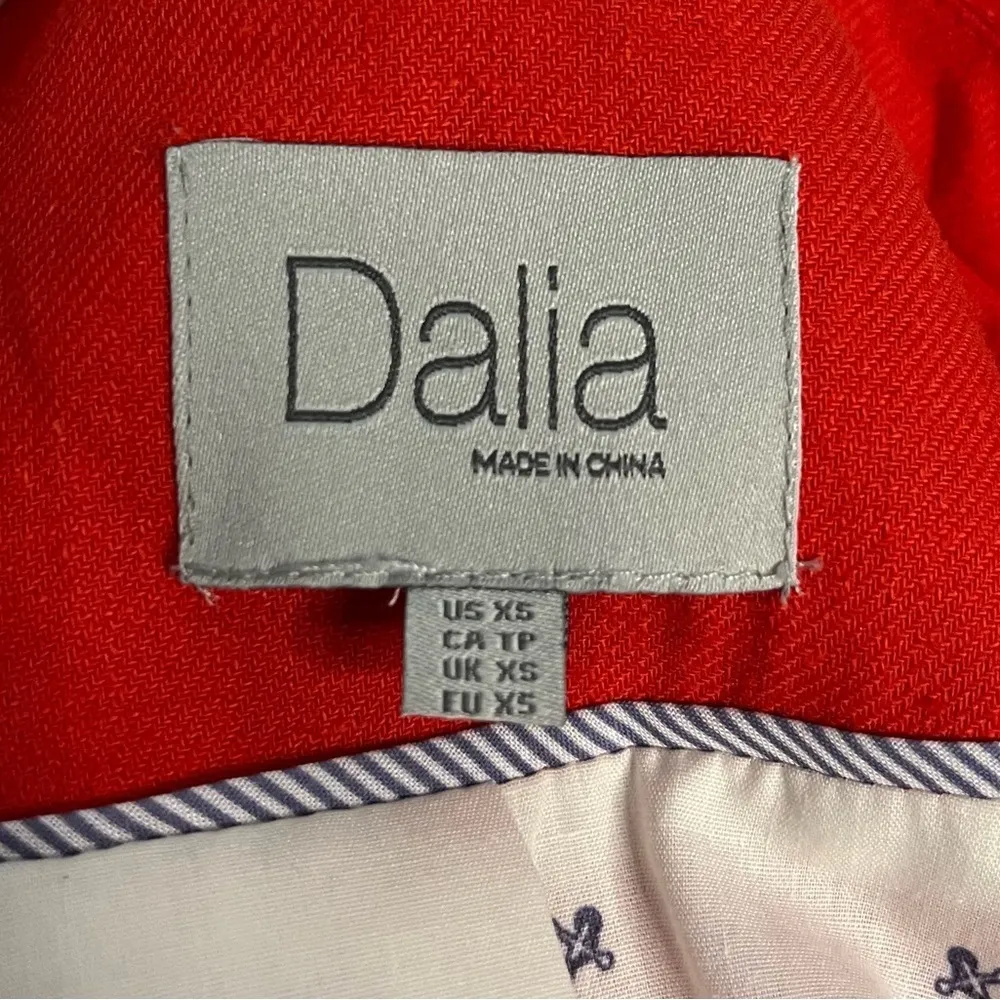 Dalia
MADE IN CHINA
US XS
CA TP
UK XS
EU XS